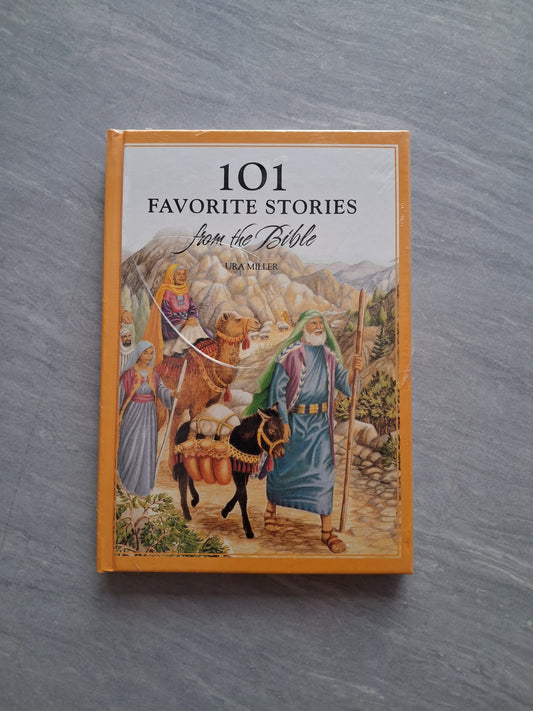 101
FAVORITE STORIES
from the Bible
URA MILLER